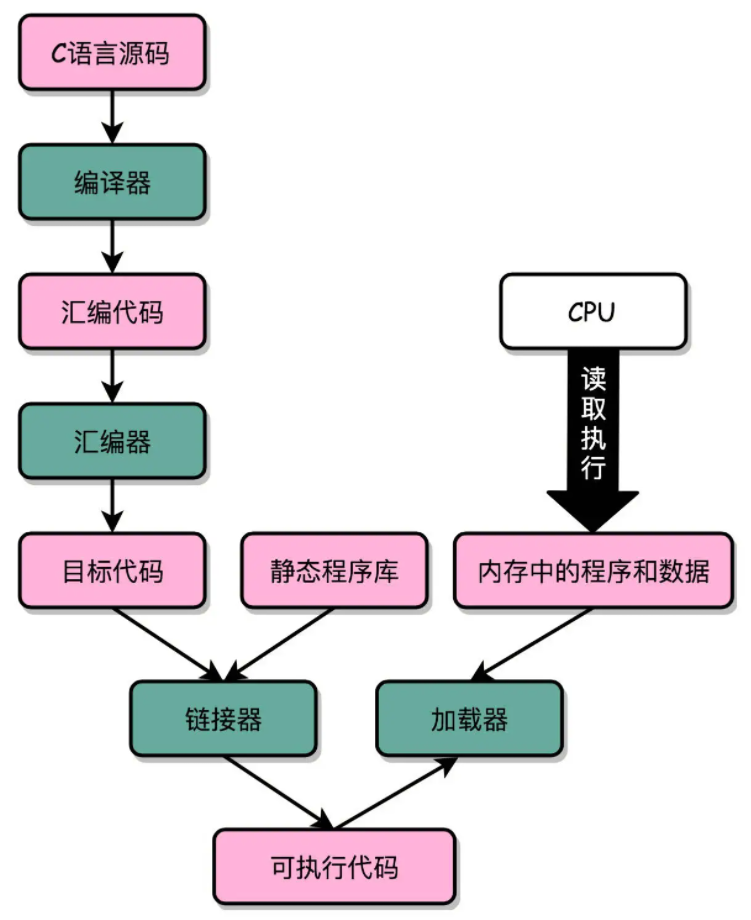 C语言源码
编译器
汇编代码
CPU
读取执行
汇编器
目标代码
静态程序库
内存中的程序和数据
链接器
加载器
可执行代码